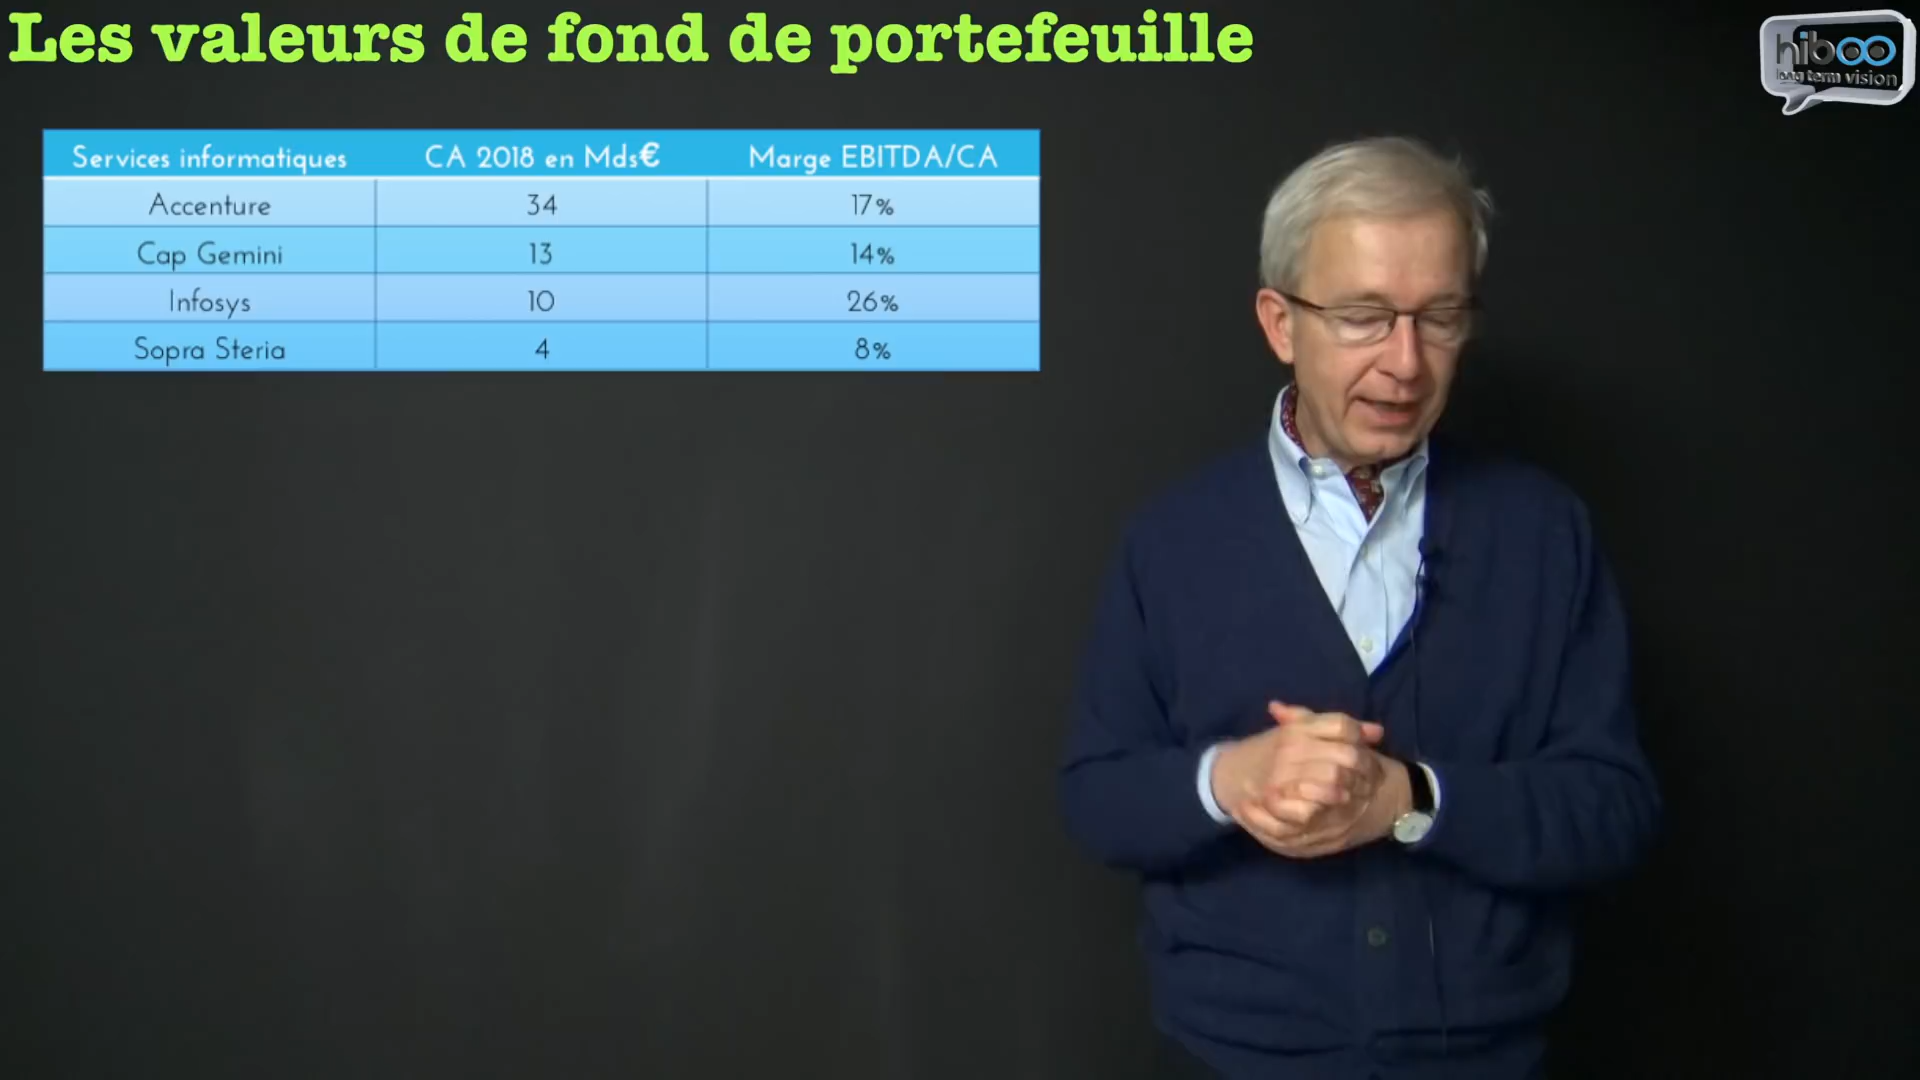 Les valeurs de fond de portefeuille
hiboo
long term vision
Services informatiques CA 2018 en Mds€ Marge EBITDA/CA
Accenture 34 17%
Cap Gemini 13 14%
Infosys 10 26%
Sopra Steria 4 8%